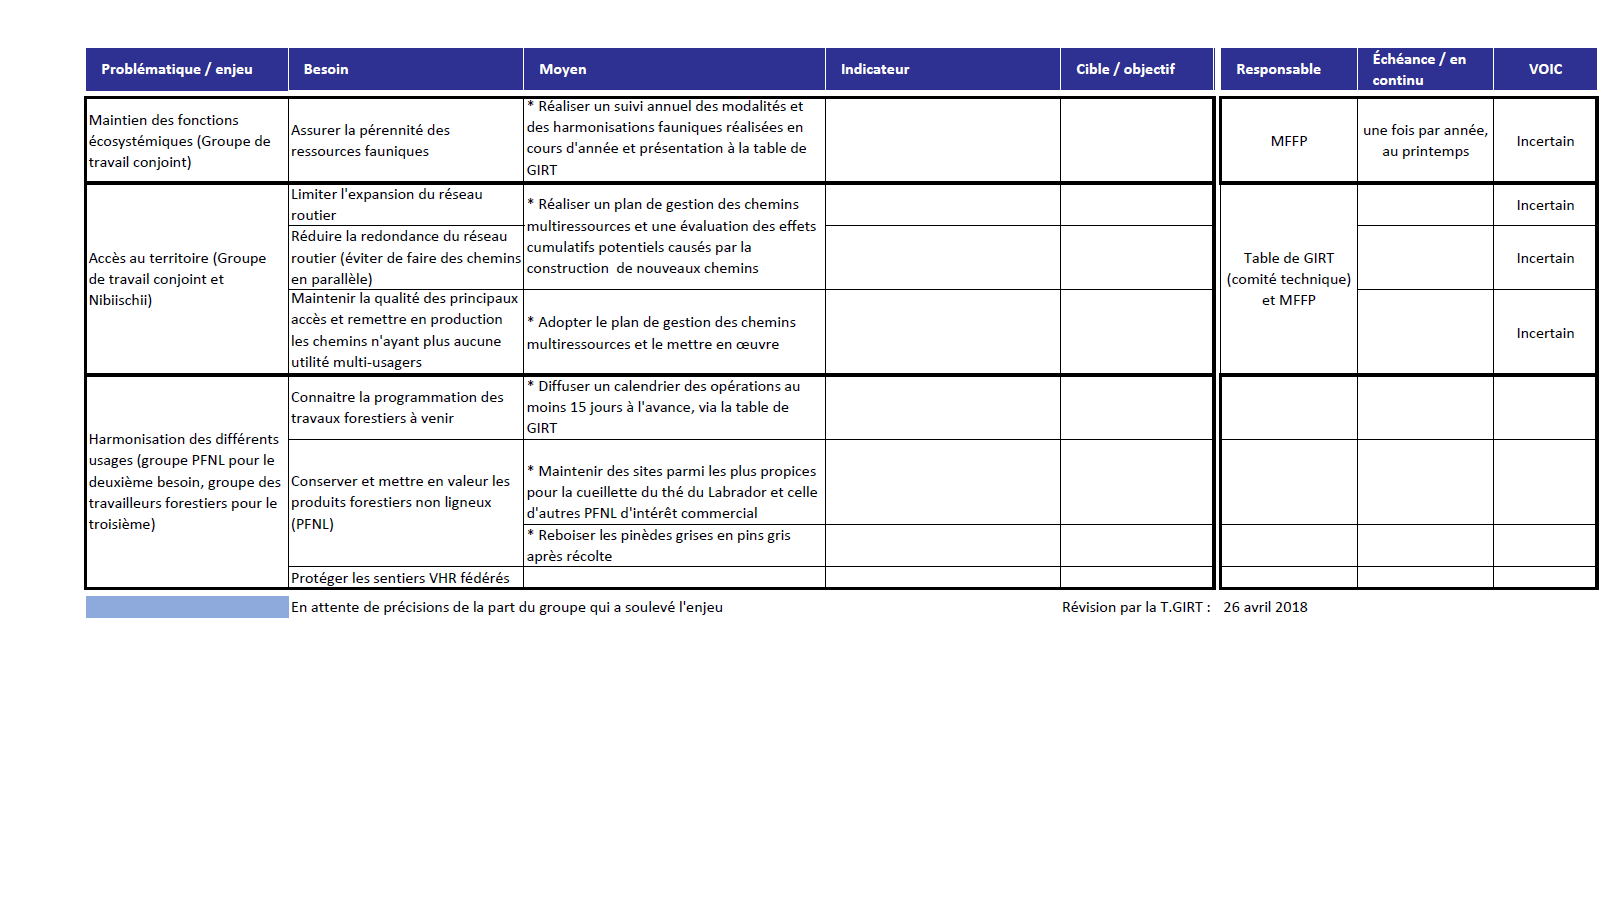 Problématique / enjeu
Besoin
Moyen
Indicateur
Cible / objectif
Responsable
Échéance / en
continu
VOIC
Maintien des fonctions
écosystémiques (Groupe de
travail conjoint)
Assurer la pérennité des
ressources fauniques
* Réaliser un suivi annuel des modalités et
des harmonisations fauniques réalisées en
cours d'année et présentation à la table de
GIRT
MFFP
une fois par année,
au printemps
Incertain
Accès au territoire (Groupe
de travail conjoint et
Nibiischii)
Limiter l'expansion du réseau
routier
* Réaliser un plan de gestion des chemins
multiressources et une évaluation des effets
cumulatifs potentiels causés par la
construction  de nouveaux chemins
Table de GIRT
(comité technique)
et MFFP
Incertain
Réduire la redondance du réseau
routier (éviter de faire des chemins
en parallèle)
Incertain
Maintenir la qualité des principaux
accès et remettre en production
les chemins n'ayant plus aucune
utilité multi-usagers
* Adopter le plan de gestion des chemins
multiressources et le mettre en œuvre
Incertain
Harmonisation des différents
usages (groupe PFNL pour le
deuxième besoin, groupe des
travailleurs forestiers pour le
troisième)
Connaitre la programmation des
travaux forestiers à venir
* Diffuser un calendrier des opérations au
moins 15 jours à l'avance, via la table de
GIRT
Conserver et mettre en valeur les
produits forestiers non ligneux
(PFNL)
* Maintenir des sites parmi les plus propices
pour la cueillette du thé du Labrador et celle
d'autres PFNL d'intérêt commercial
* Reboiser les pinèdes grises en pins gris
après récolte
Protéger les sentiers VHR fédérés
En attente de précisions de la part du groupe qui a soulevé l'enjeu
Révision par la T.GIRT : 26 avril 2018